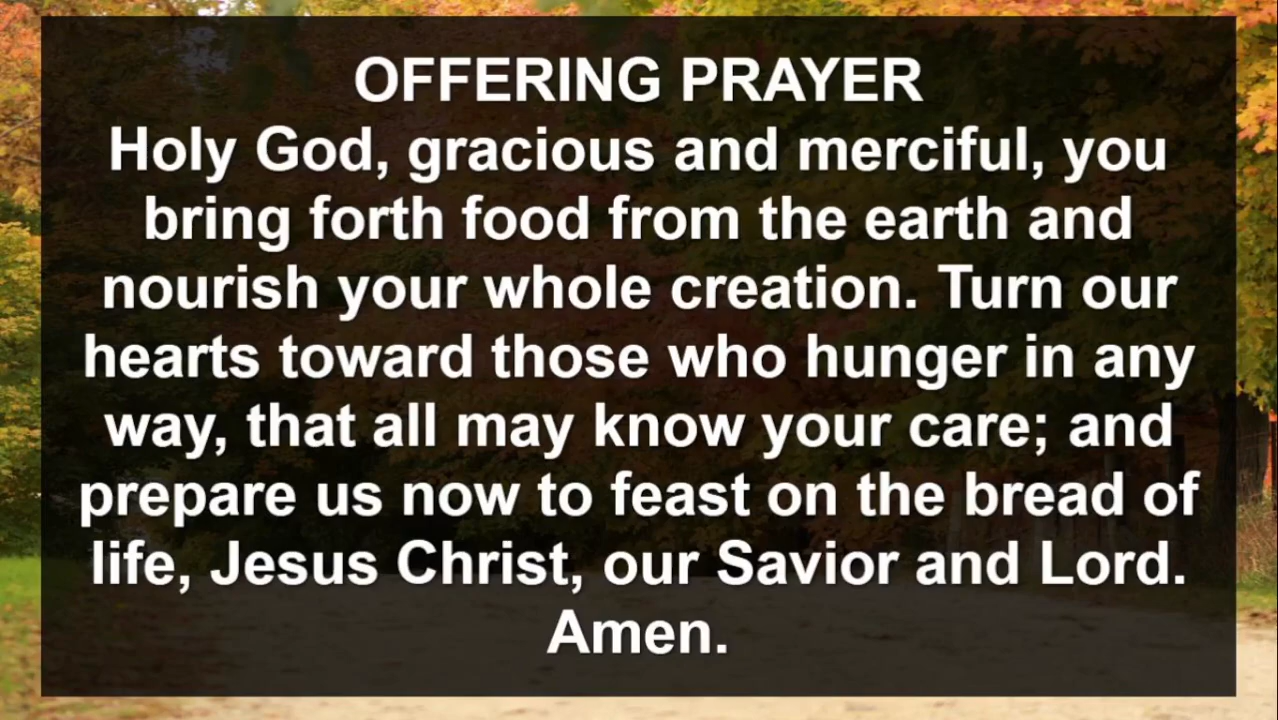 OFFERING PRAYER
Holy God, gracious and merciful, you
bring forth food from the earth and
nourish your whole creation. Turn our
hearts toward those who hunger in any
way, that all may know your care; and
prepare us now to feast on the bread of
life, Jesus Christ, our Savior and Lord.
Amen.